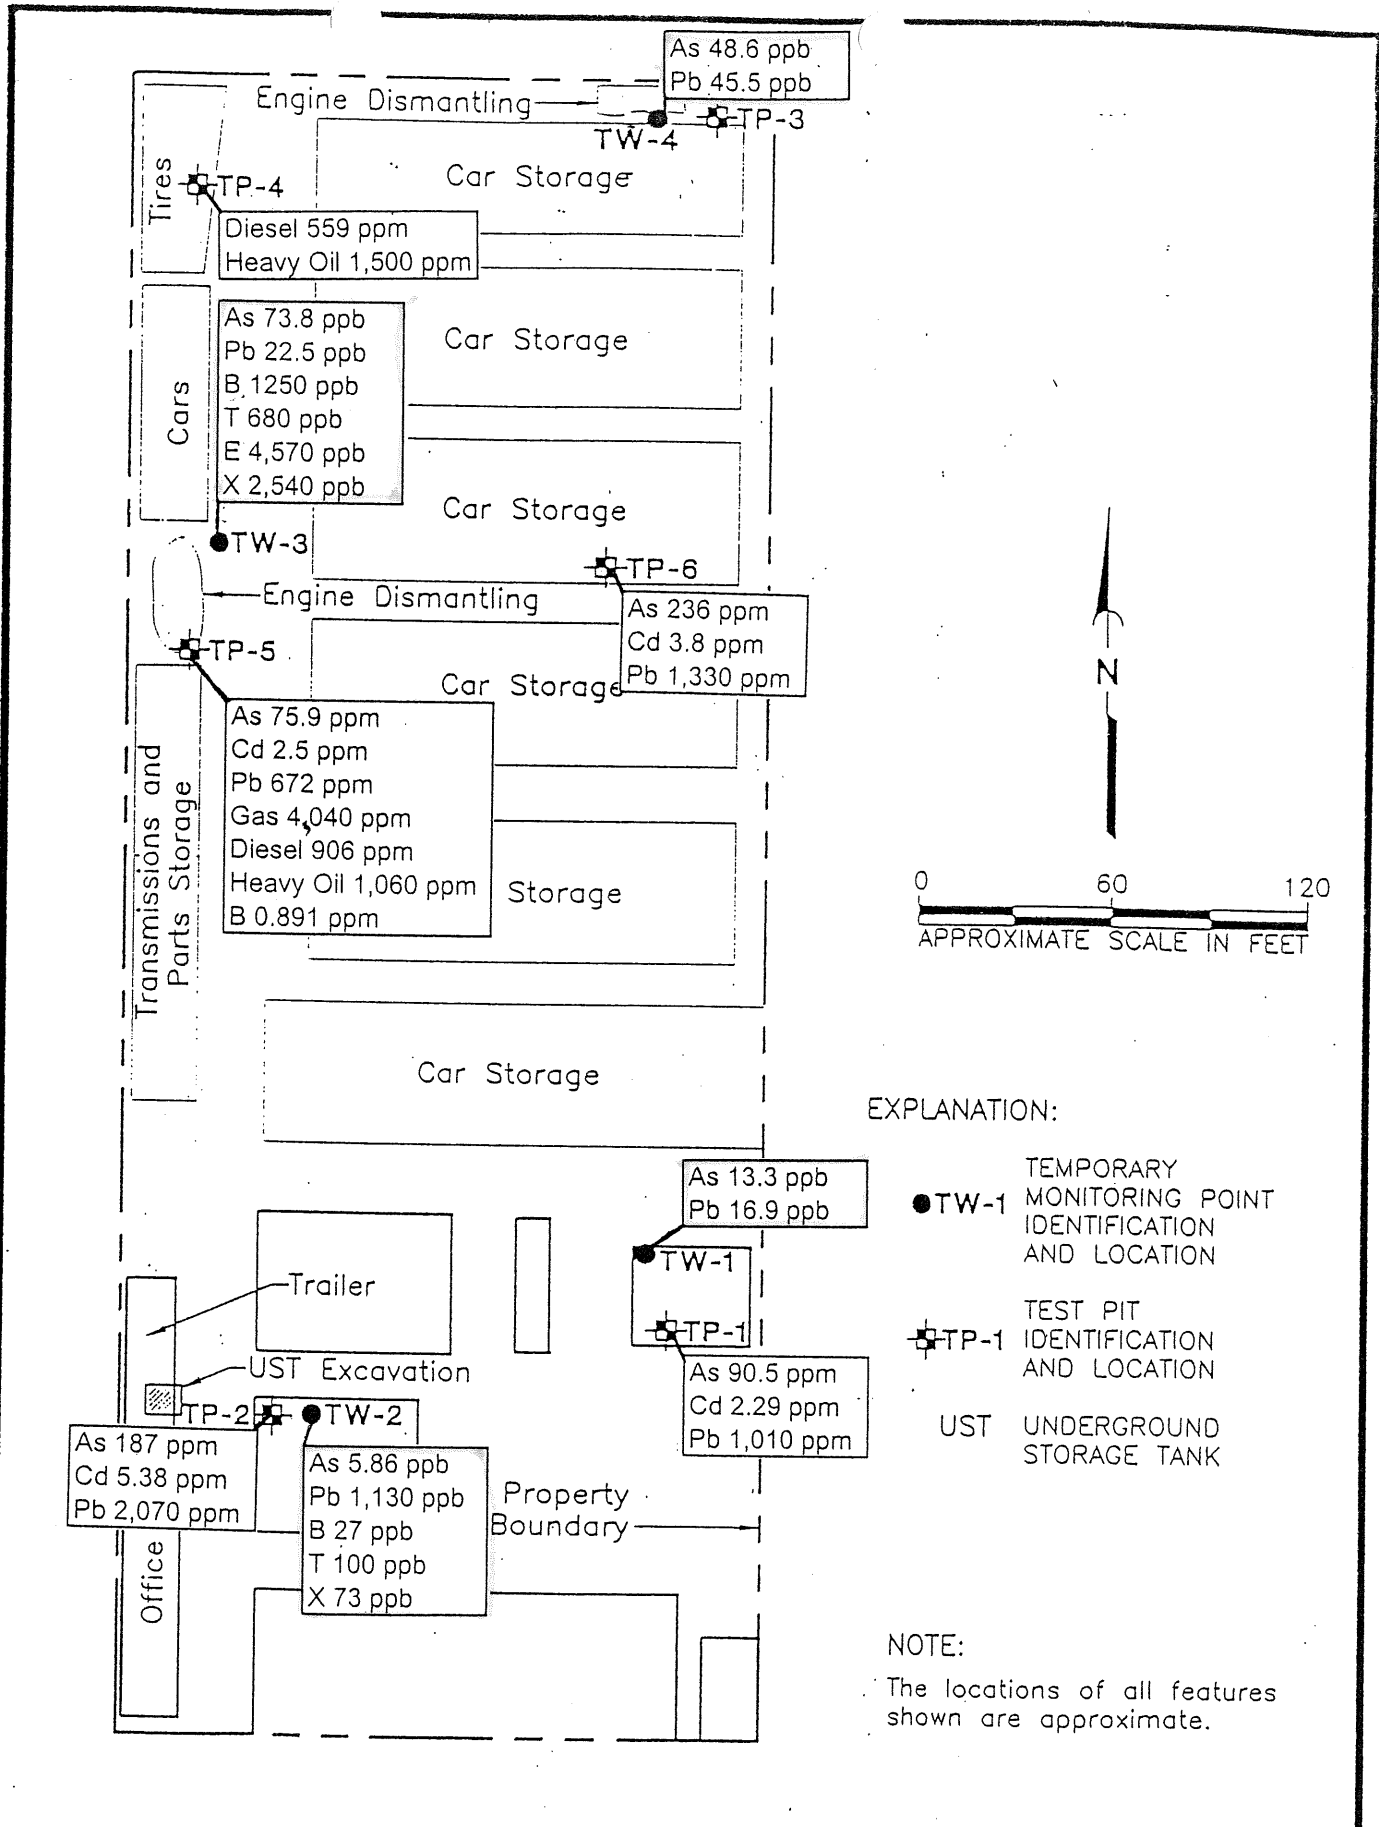 As 48.6 ppb
Pb 45.5 ppb
Engine Dismantling
TW-4
TP-3
Tires
TP-4
Car Storage
Diesel 559 ppm
Heavy Oil 1,500 ppm
As 73.8 ppb
Pb 22.5 ppb
B 1250 ppb
T 680 ppb
E 4,570 ppb
X 2,540 ppb
Car Storage
Cars
Car Storage
TW-3
TP-6
Engine Dismantling
As 236 ppm
Cd 3.8 ppm
Pb 1,330 ppm
TP-5
Car Storage
As 75.9 ppm
Cd 2.5 ppm
Pb 672 ppm
Gas 4,040 ppm
Diesel 906 ppm
Heavy Oil 1,060 ppm
B 0.891 ppm
Transmissions and
Parts Storage
Storage
N
0 60 120
APPROXIMATE SCALE IN FEET
Car Storage
EXPLANATION:
TW-1
TEMPORARY
MONITORING POINT
IDENTIFICATION
AND LOCATION
TP-1
TEST PIT
IDENTIFICATION
AND LOCATION
UST
UNDERGROUND
STORAGE TANK
As 13.3 ppb
Pb 16.9 ppb
TW-1
Trailer
TP-1
UST Excavation
As 90.5 ppm
Cd 2.29 ppm
Pb 1,010 ppm
TP-2
TW-2
As 187 ppm
Cd 5.38 ppm
Pb 2,070 ppm
As 5.86 ppb
Pb 1,130 ppb
B 27 ppb
T 100 ppb
X 73 ppb
Property
Boundary
Office
NOTE:
The locations of all features
shown are approximate.